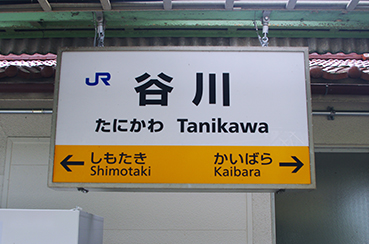 JR 谷川
たにかわ Tanikawa
しもたき かいばら
Shimotaki Kaibara